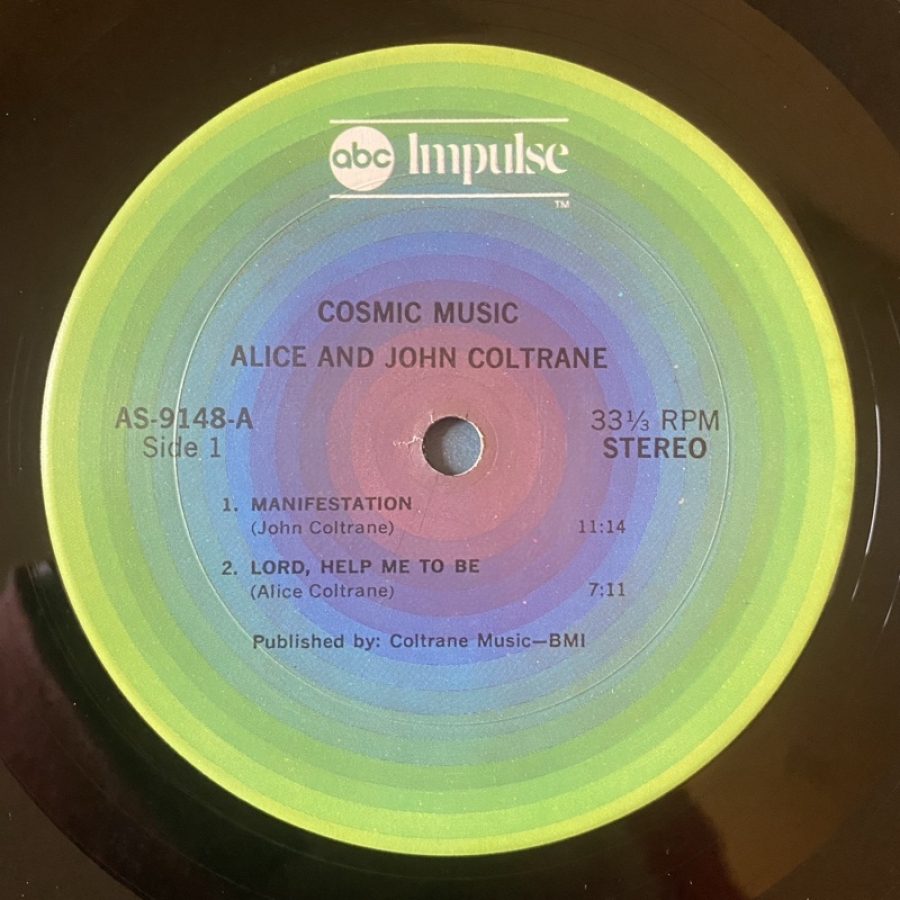 abc Impulse
TM
COSMIC MUSIC
ALICE AND JOHN COLTRANE
AS-9148-A
Side 1
33⅓ RPM
STEREO
1. MANIFESTATION
(John Coltrane) 11:14
2. LORD, HELP ME TO BE
(Alice Coltrane) 7:11
Published by: Coltrane Music—BMI